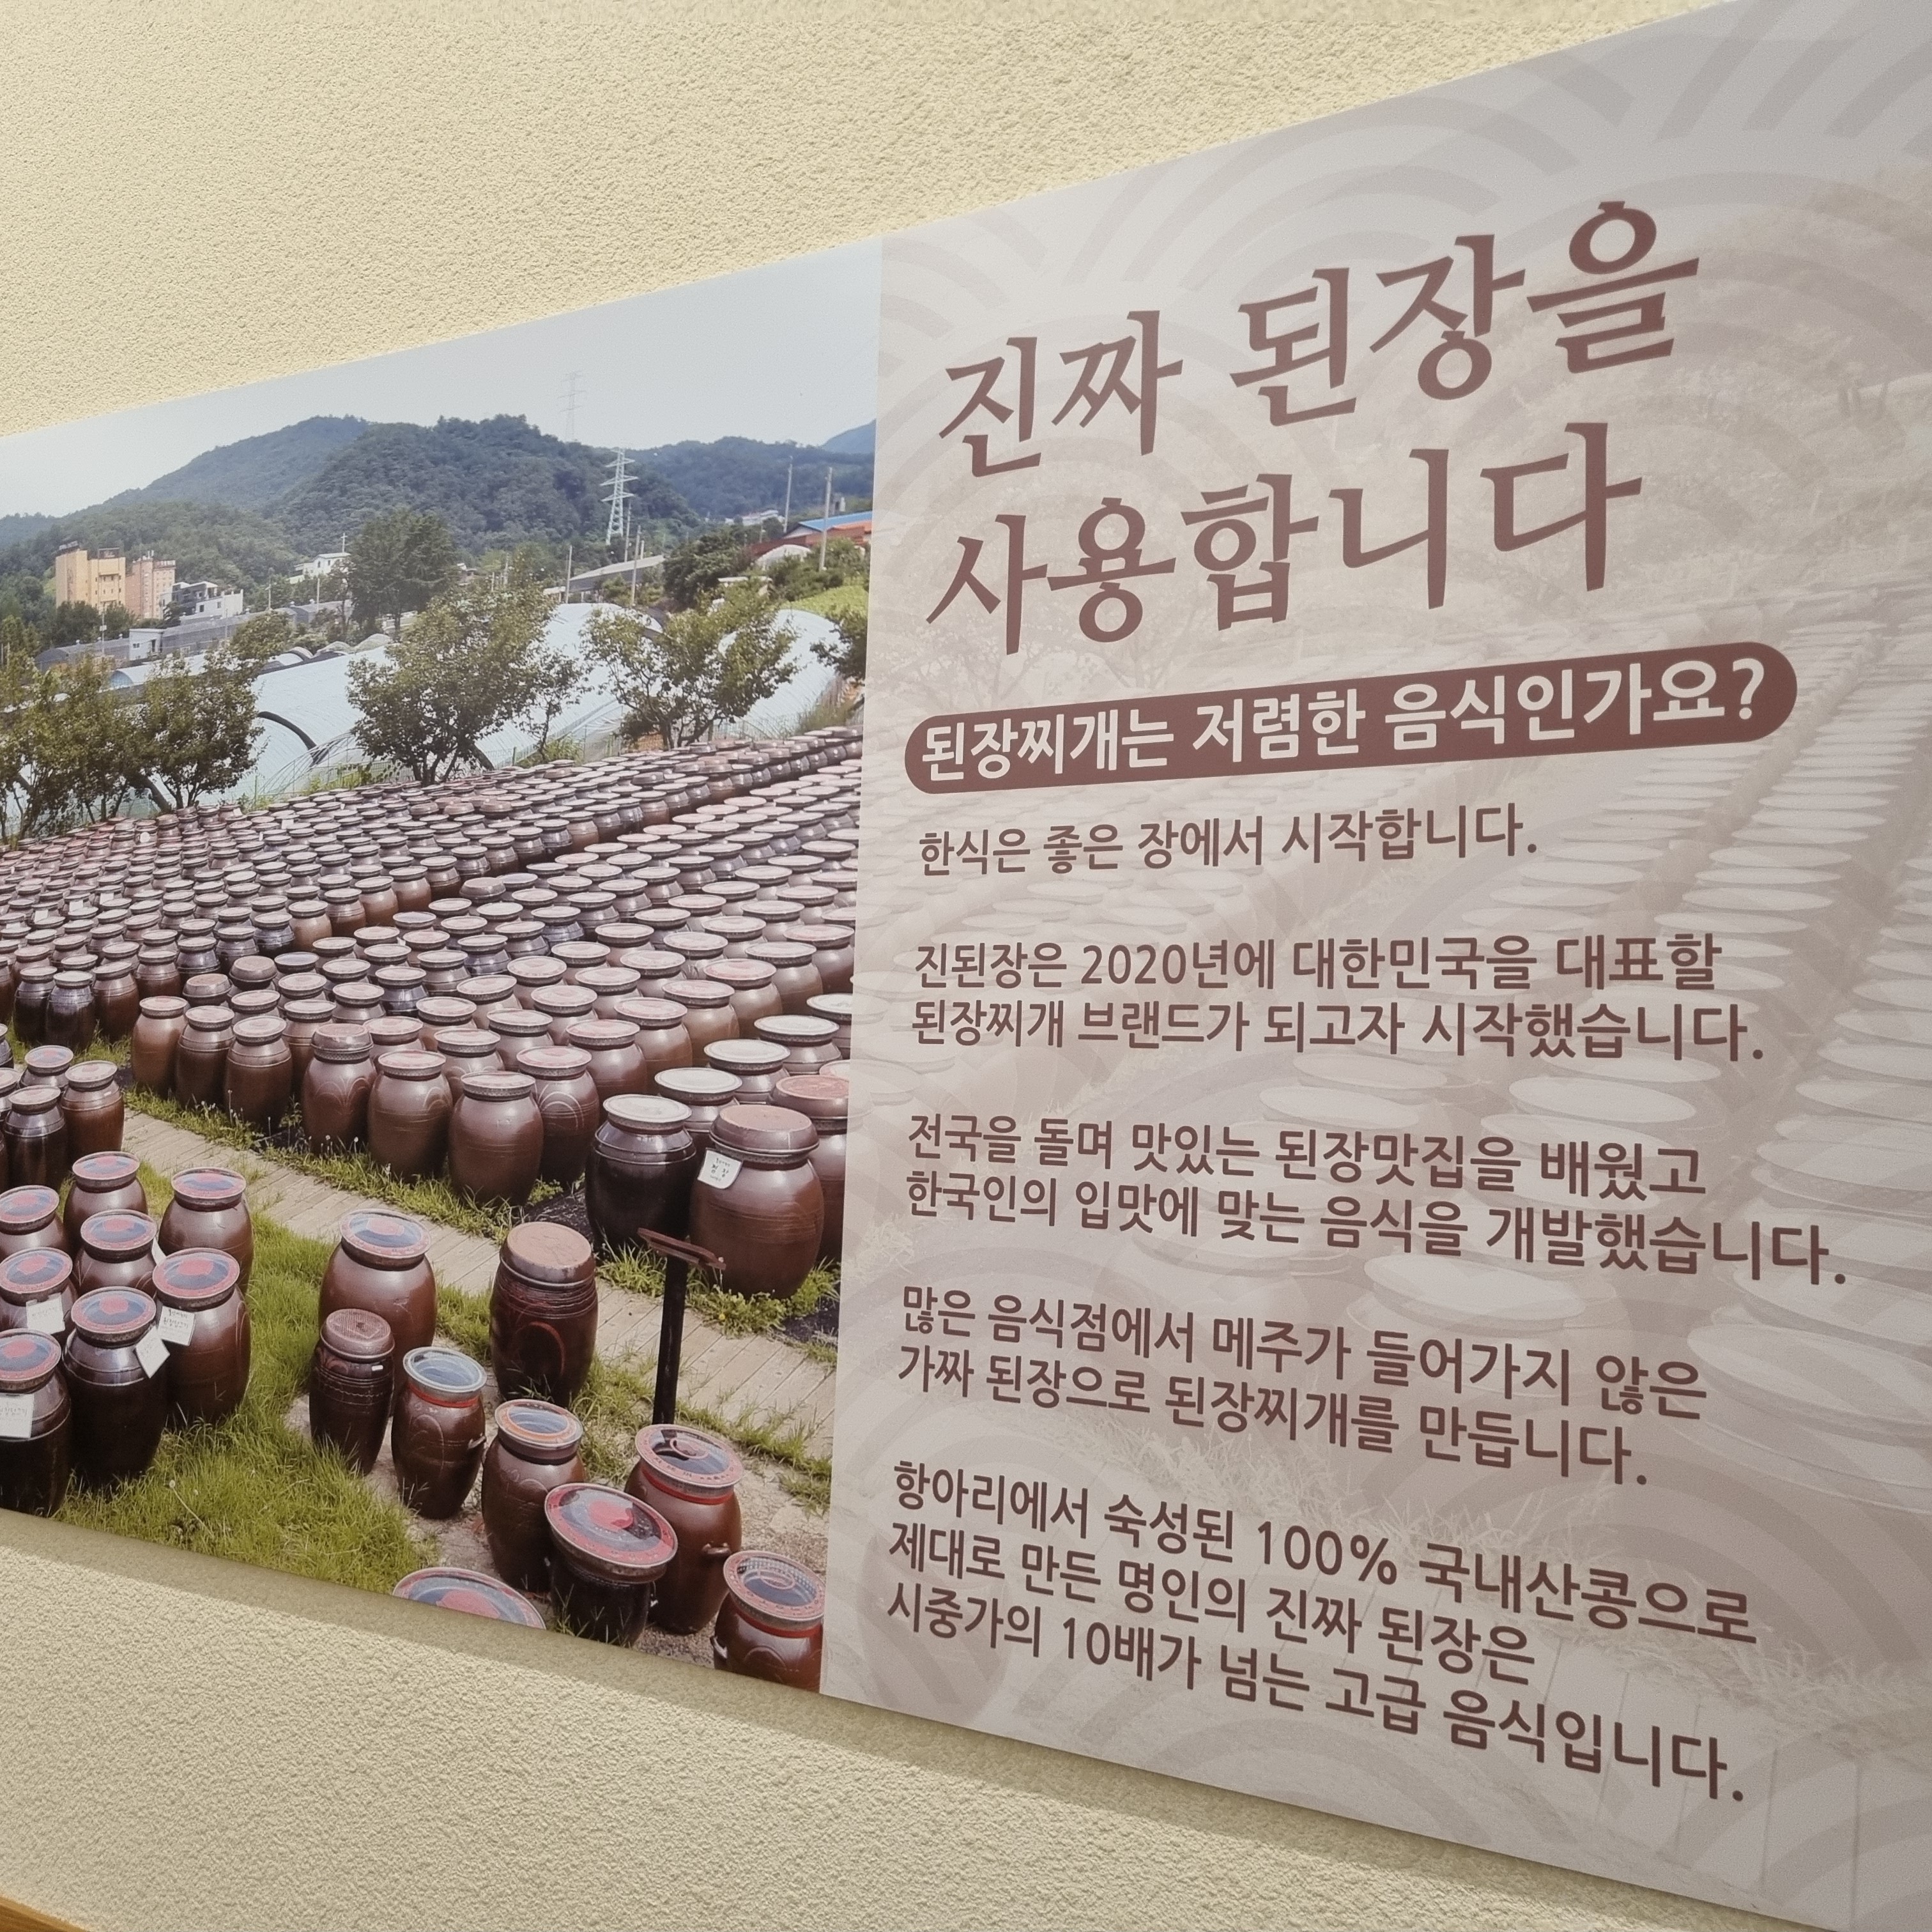 진짜 된장을
사용합니다
된장찌개는 저렴한 음식인가요?
한식은 좋은 장에서 시작합니다.
진된장은 2020년에 대한민국을 대표할
된장찌개 브랜드가 되고자 시작했습니다.
전국을 돌며 맛있는 된장맛집을 배웠고
한국인의 입맛에 맞는 음식을 개발했습니다.
많은 음식점에서 메주가 들어가지 않은
가짜 된장으로 된장찌개를 만듭니다.
항아리에서 숙성된 100% 국내산콩으로
제대로 만든 명인의 진짜 된장은
시중가의 10배가 넘는 고급 음식입니다.